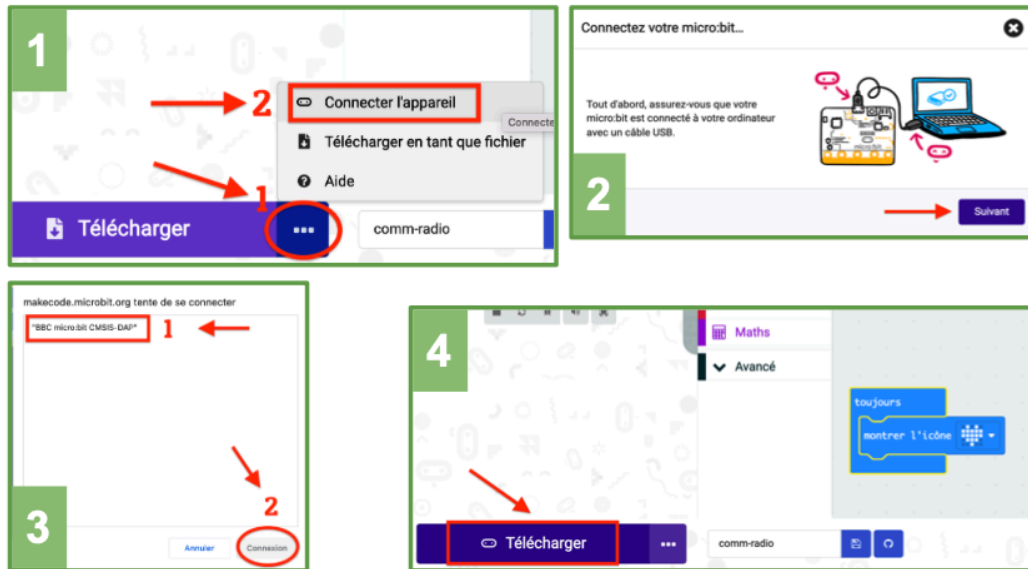 1
2
Connecter l'appareil
Connecte
Télécharger en tant que fichier
Aide
1
Télécharger
comm-radio
Connectez votre micro:bit...
Tout d'abord, assurez-vous que votre
micro:bit est connecté à votre ordinateur
avec un câble USB.
micro:bit
2
Suivant
makecode.microbit.org tente de se connecter
"BBC micro:bit CMSIS-DAP"
1
2
3
Annuler
Connexion
4
Maths
Avancé
toujours
montrer l'icône
Télécharger
comm-radio